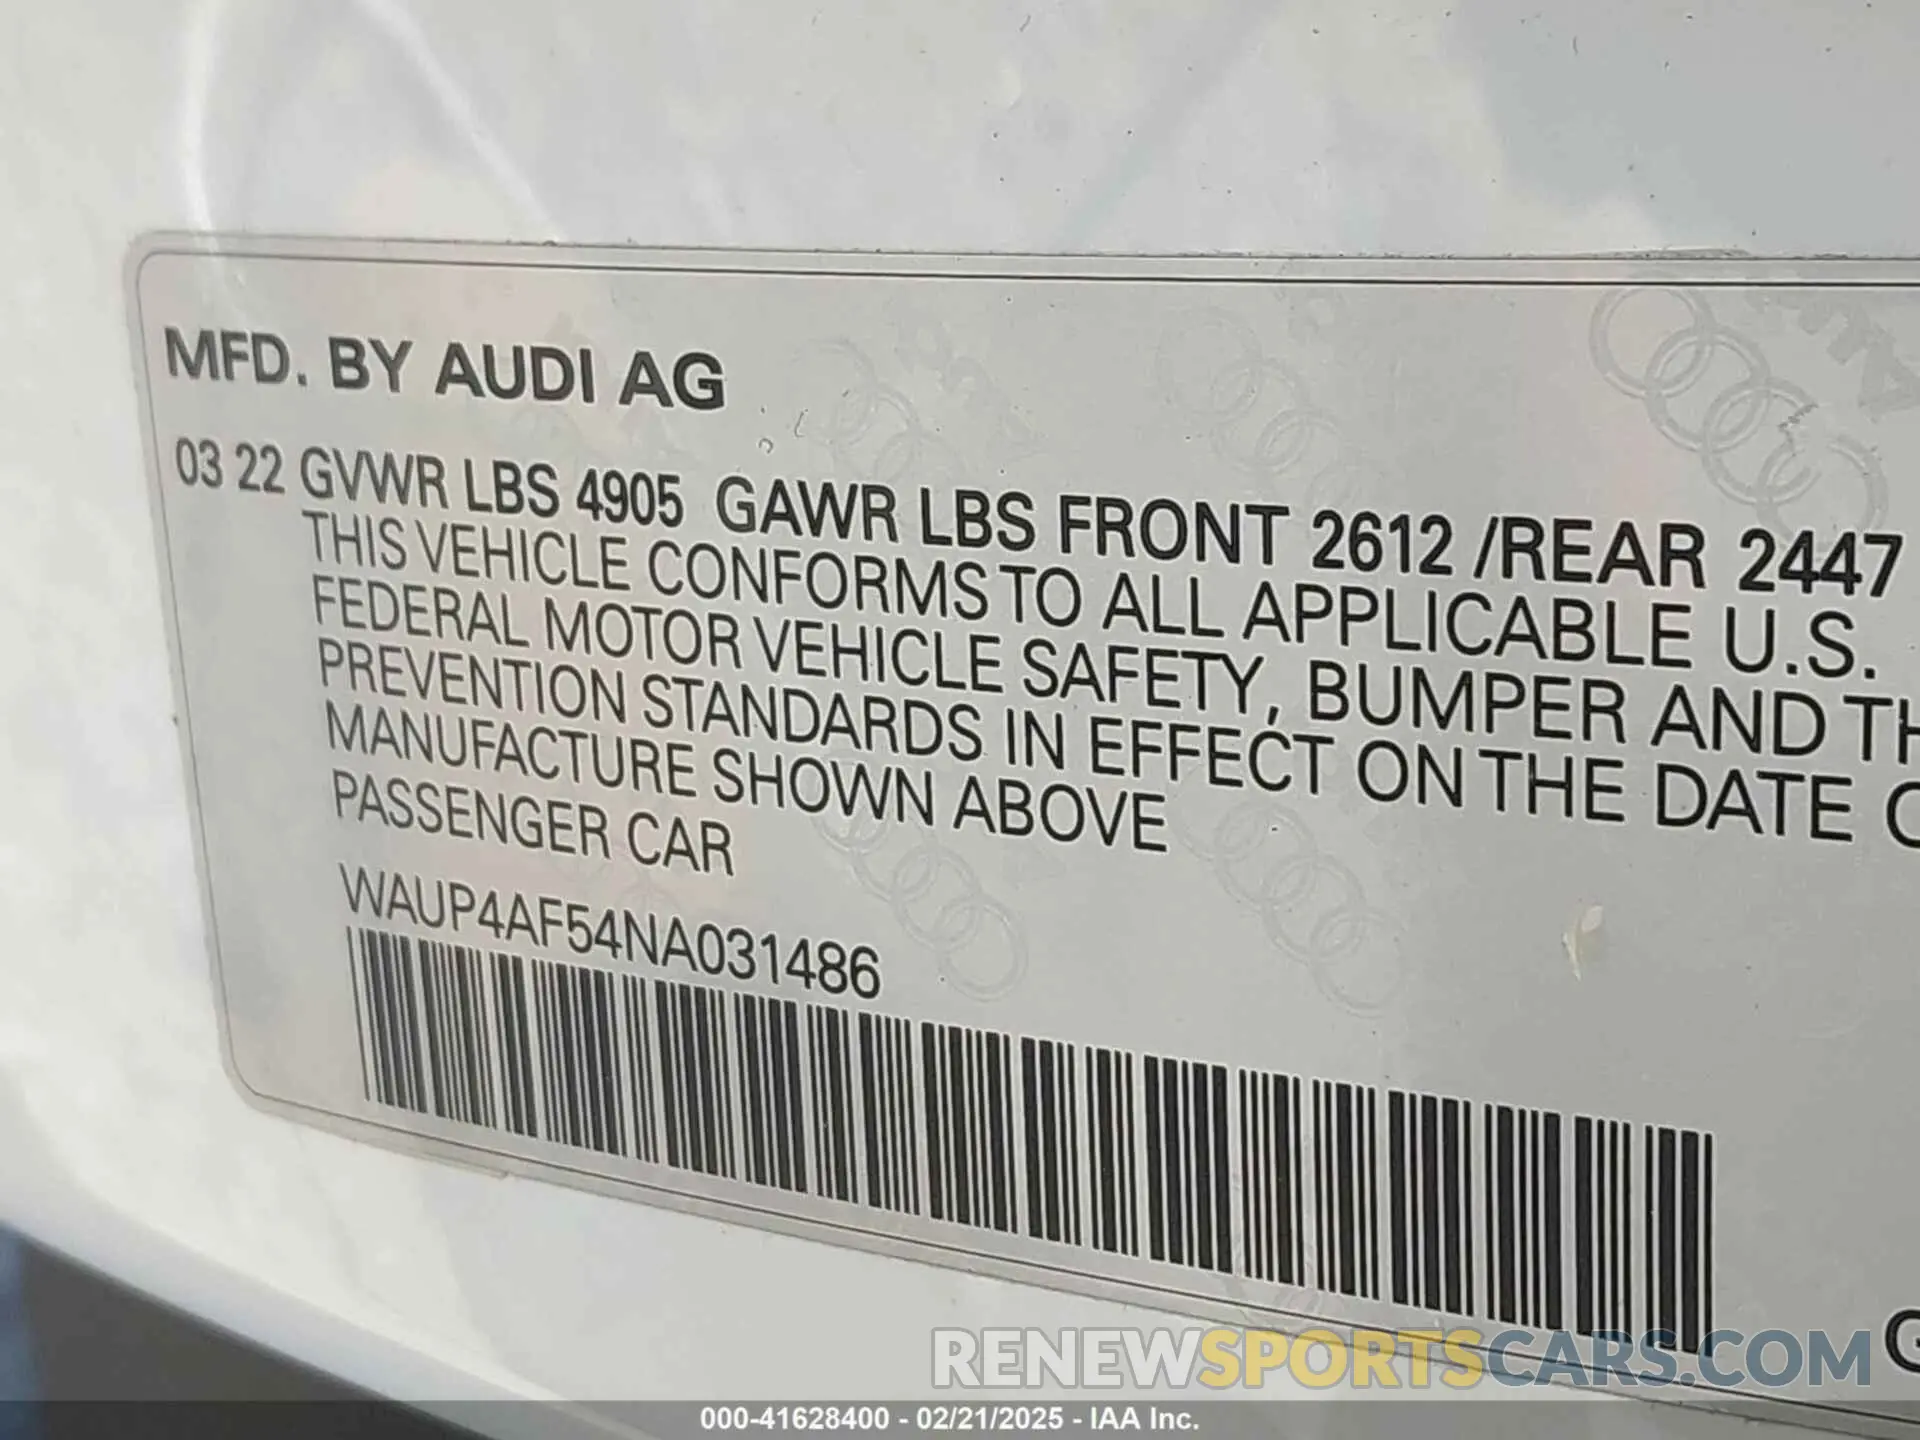 MFD. BY AUDI AG
03 22 GVWR LBS 4905 GAWR LBS FRONT 2612 /REAR 2447
THIS VEHICLE CONFORMS TO ALL APPLICABLE U.S.
FEDERAL MOTOR VEHICLE SAFETY, BUMPER AND TH
PREVENTION STANDARDS IN EFFECT ON THE DATE O
MANUFACTURE SHOWN ABOVE
PASSENGER CAR
WAUP4AF54NA031486
G
RENEWSPORTSCARS.COM
000-41628400 - 02/21/2025 - IAA Inc.